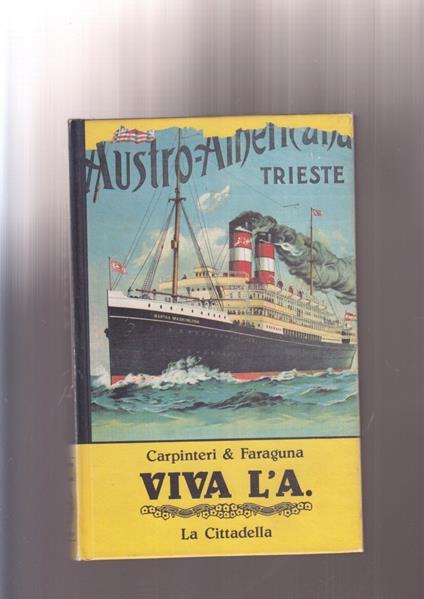 Austro-Americana
TRIESTE
MARTHA WASHINGTON
Carpinteri & Faraguna
VIVA L'A.
La Cittadella